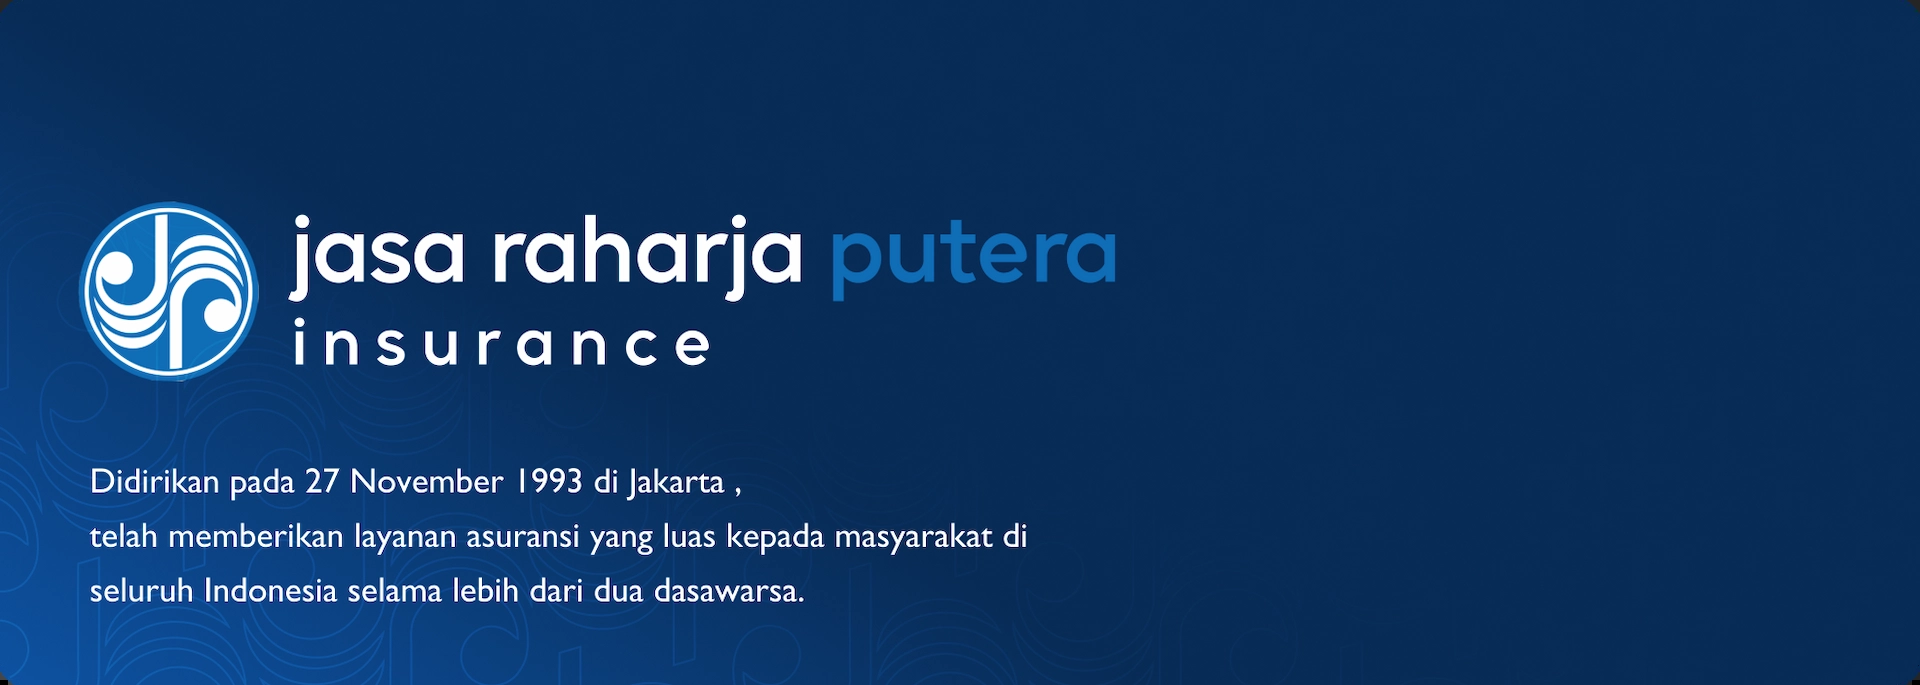 jasa raharja putera
insurance
Didirikan pada 27 November 1993 di Jakarta ,
telah memberikan layanan asuransi yang luas kepada masyarakat di
seluruh Indonesia selama lebih dari dua dasawarsa.